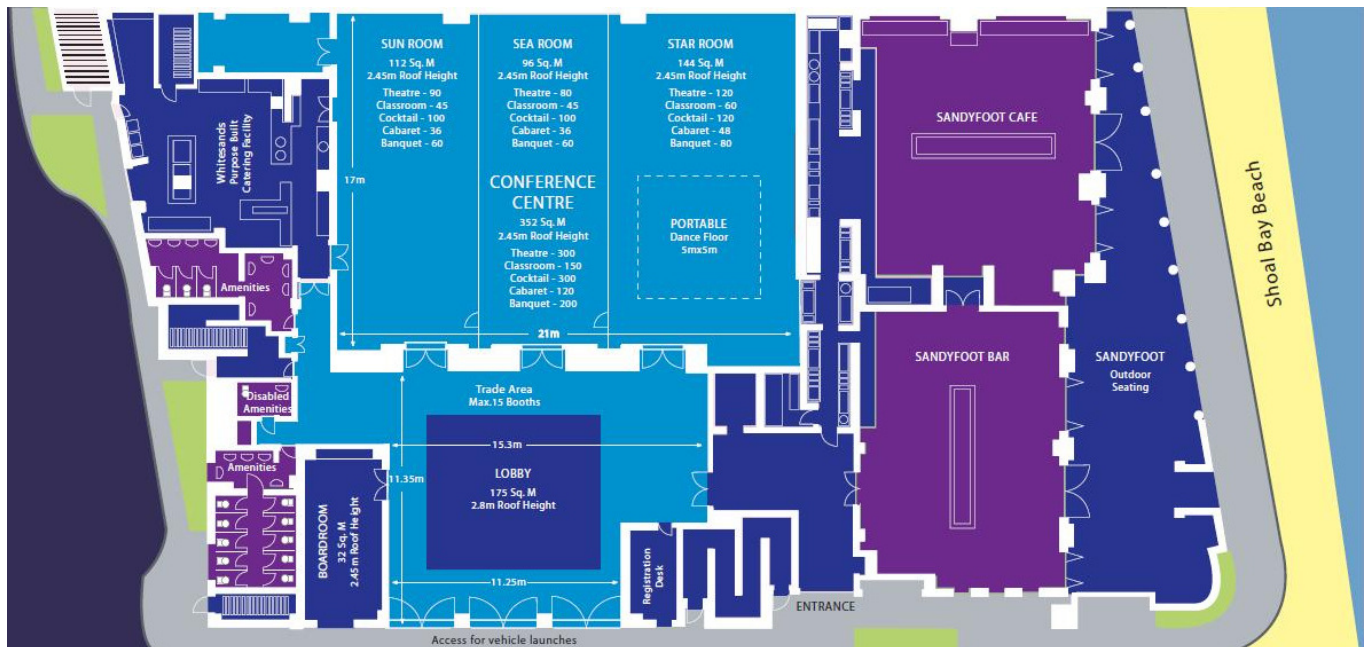 SUN ROOM
112 Sq. M
2.45m Roof Height
Theatre - 90
Classroom - 45
Cocktail - 100
Cabaret - 36
Banquet - 60
SEA ROOM
96 Sq. M
2.45m Roof Height
Theatre - 80
Classroom - 45
Cocktail - 100
Cabaret - 36
Banquet - 60
STAR ROOM
144 Sq. M
2.45m Roof Height
Theatre - 120
Classroom - 60
Cocktail - 120
Cabaret - 48
Banquet - 80
CONFERENCE
CENTRE
352 Sq. M
2.45m Roof Height
Theatre - 300
Classroom - 150
Cocktail - 300
Cabaret - 120
Banquet - 200
PORTABLE
Dance Floor
5mx5m
17m
21m
Whitesands
Purpose Built
Catering Facility
Amenities
Disabled
Amenities
Amenities
BOARDROOM
32 Sq. M
2.45 m Roof Height
Trade Area
Max.15 Booths
15.3m
11.35m
LOBBY
175 Sq. M
2.8m Roof Height
11.25m
Registration
Desk
ENTRANCE
Access for vehicle launches
SANDYFOOT CAFE
SANDYFOOT BAR
SANDYFOOT
Outdoor
Seating
Shoal Bay Beach